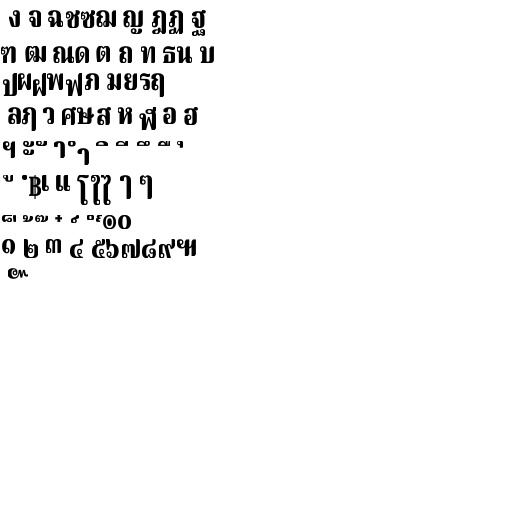 ง จ ฉชซฌ ญ ฎฏ ฐ
ฑ ฒ ณด ต ถ ท ธน บ
ปผฝพฟภ มยรฤ
ลฦ ว ศษส ห ฬ อ ฮ
ฯ ะ ั า ำ ิ ี ึ ื ุ
ู ฺ ฿เ แ โใไ ๅ ๆ
็ ่ ้ ๊ ๋ ์ ํ ๎ ๏๐
๑ ๒ ๓ ๔ ๕๖๗๘๙๚
๛